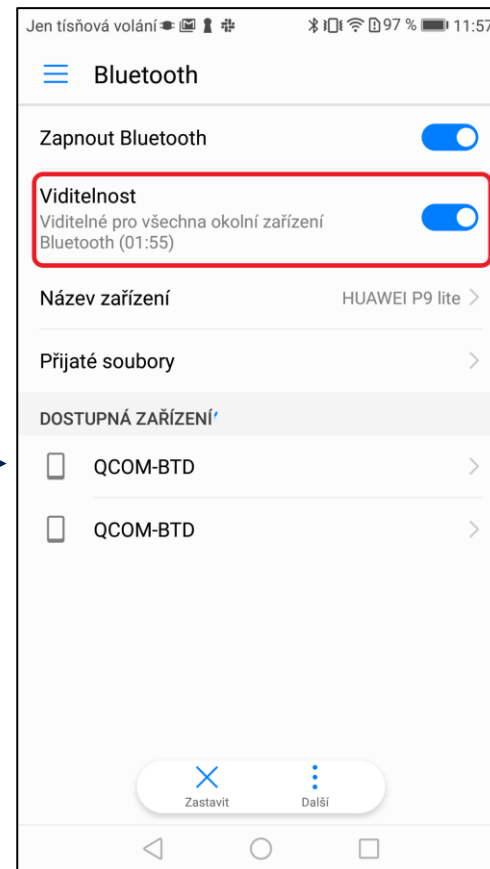 Jen tísňová volání 97 % 11:57
Bluetooth
Zapnout Bluetooth
Viditelnost
Viditelné pro všechna okolní zařízení
Bluetooth (01:55)
Název zařízení HUAWEI P9 lite
Přijaté soubory
DOSTUPNÁ ZAŘÍZENÍ
QCOM-BTD
QCOM-BTD
Zastavit Další